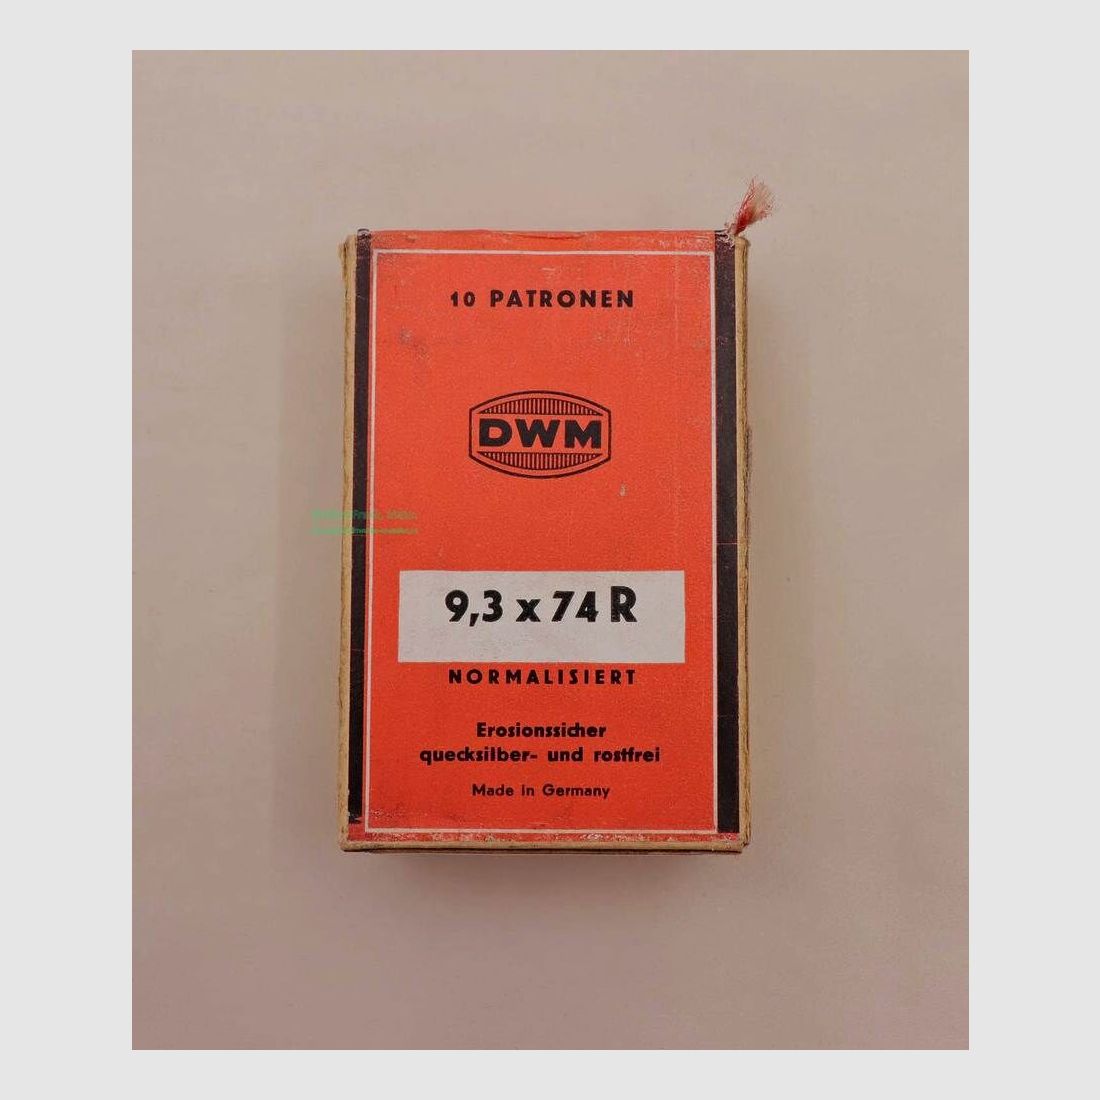 10 PATRONEN
DWM
9,3 x 74 R
NORMALISIERT
Erosionssicher
quecksilber- und rostfrei
Made in Germany